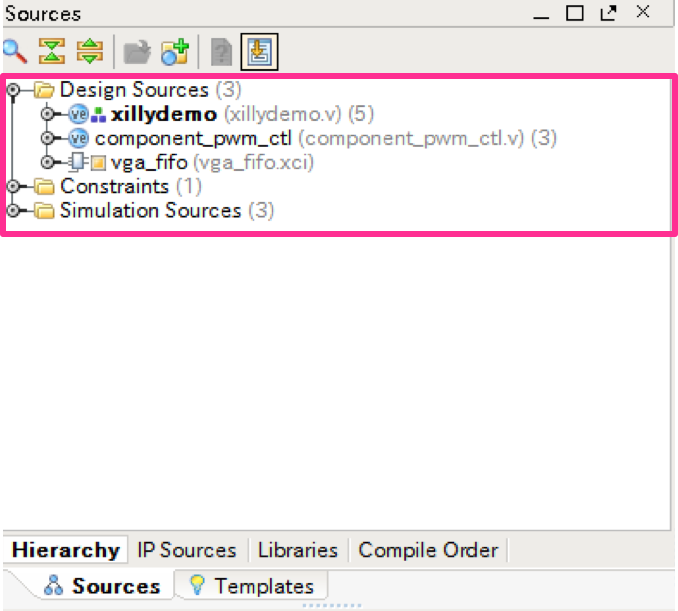 Sources
Design Sources (3)
xillydemo (xillydemo.v) (5)
component_pwm_ctl (component_pwm_ctl.v) (3)
vga_fifo (vga_fifo.xci)
Constraints (1)
Simulation Sources (3)
Hierarchy IP Sources Libraries Compile Order
Sources Templates